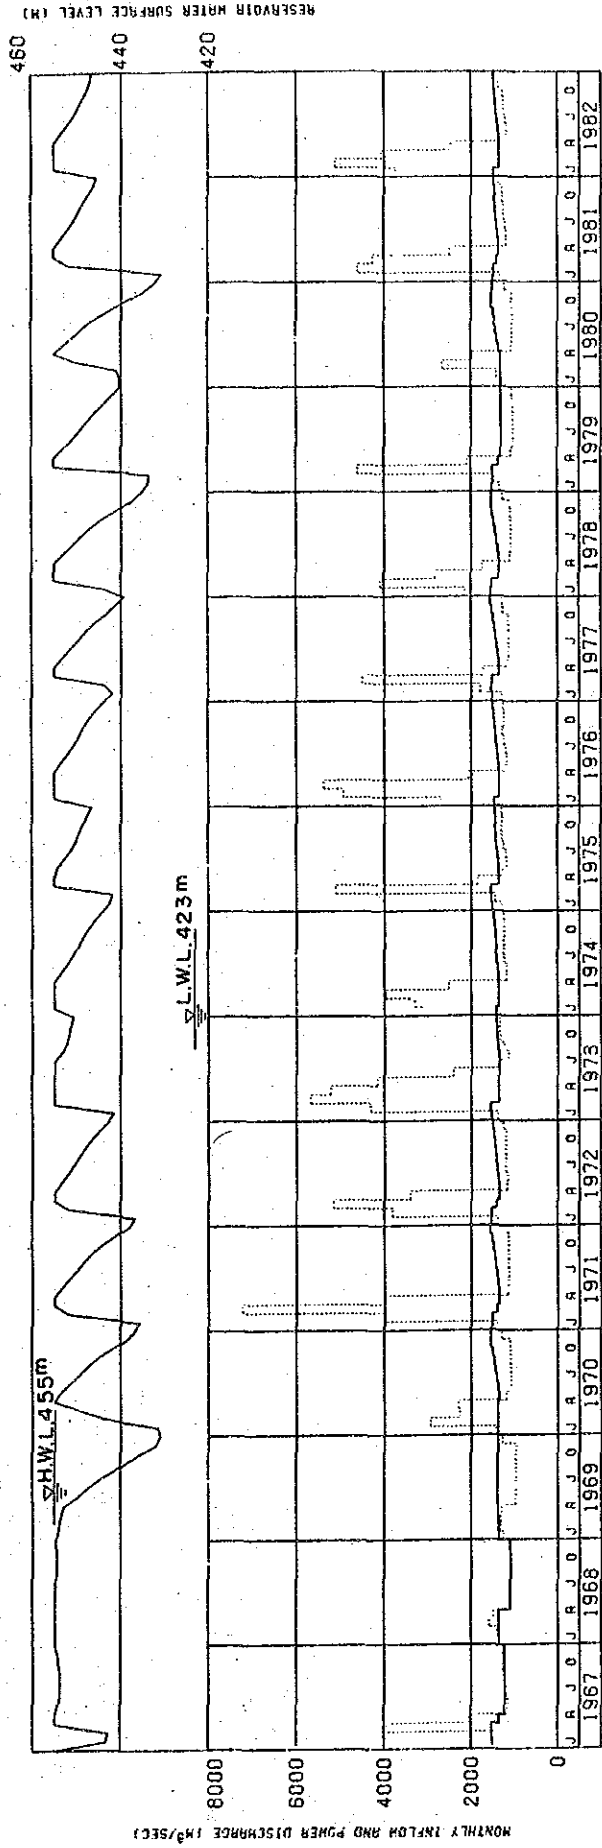 RESERVOIR WATER SURFACE LEVEL (M)
460
440
420
▽H.W.L.455m
▽L.W.L.423m
MONTHLY INFLOW AND POWER DISCHARGE (M³/SEC)
8000
6000
4000
2000
0
J A J O J A J O J A J O J A J O J A J O J A J O J A J O J A J O J A J O J A J O J A J O J A J O J A J O J A J O J A J O J A J O
1967 1968 1969 1970 1971 1972 1973 1974 1975 1976 1977 1978 1979 1980 1981 1982